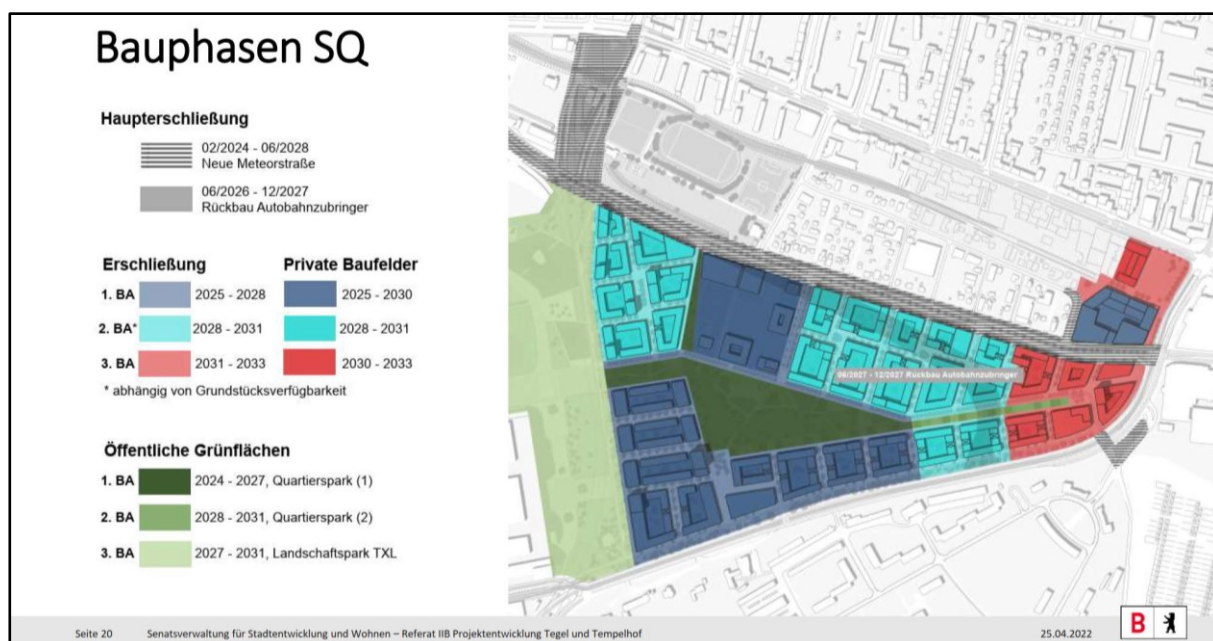 Bauphasen SQ
Haupterschließung
02/2024 - 06/2028
Neue Meteorstraße
06/2026 - 12/2027
Rückbau Autobahnzubringer
Erschließung Private Baufelder
1. BA 2025 - 2028 2025 - 2030
2. BA* 2028 - 2031 2028 - 2031
3. BA 2031 - 2033 2030 - 2033
* abhängig von Grundstücksverfügbarkeit
Öffentliche Grünflächen
1. BA 2024 - 2027, Quartierspark (1)
2. BA 2028 - 2031, Quartierspark (2)
3. BA 2027 - 2031, Landschaftspark TXL
06/2027 - 12/2027 Rückbau Autobahnzubringer
Seite 20 Senatsverwaltung für Stadtentwicklung und Wohnen – Referat IIB Projektentwicklung Tegel und Tempelhof 25.04.2022
B